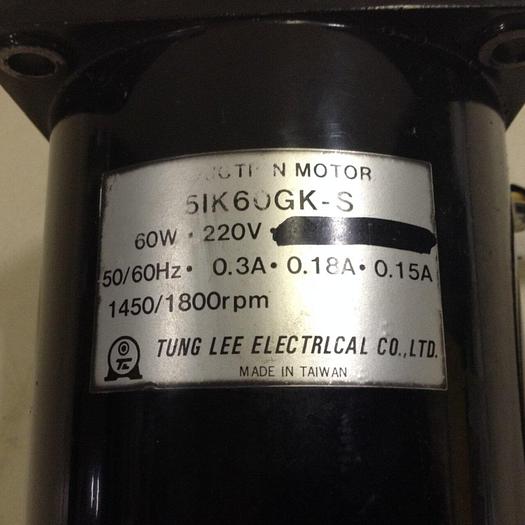 INDUCTION MOTOR
5IK60GK-S
60W · 220V ·
50/60Hz · 0.3A · 0.18A · 0.15A
1450/1800rpm
TUNG LEE ELECTRLCAL CO.,LTD.
MADE IN TAIWAN